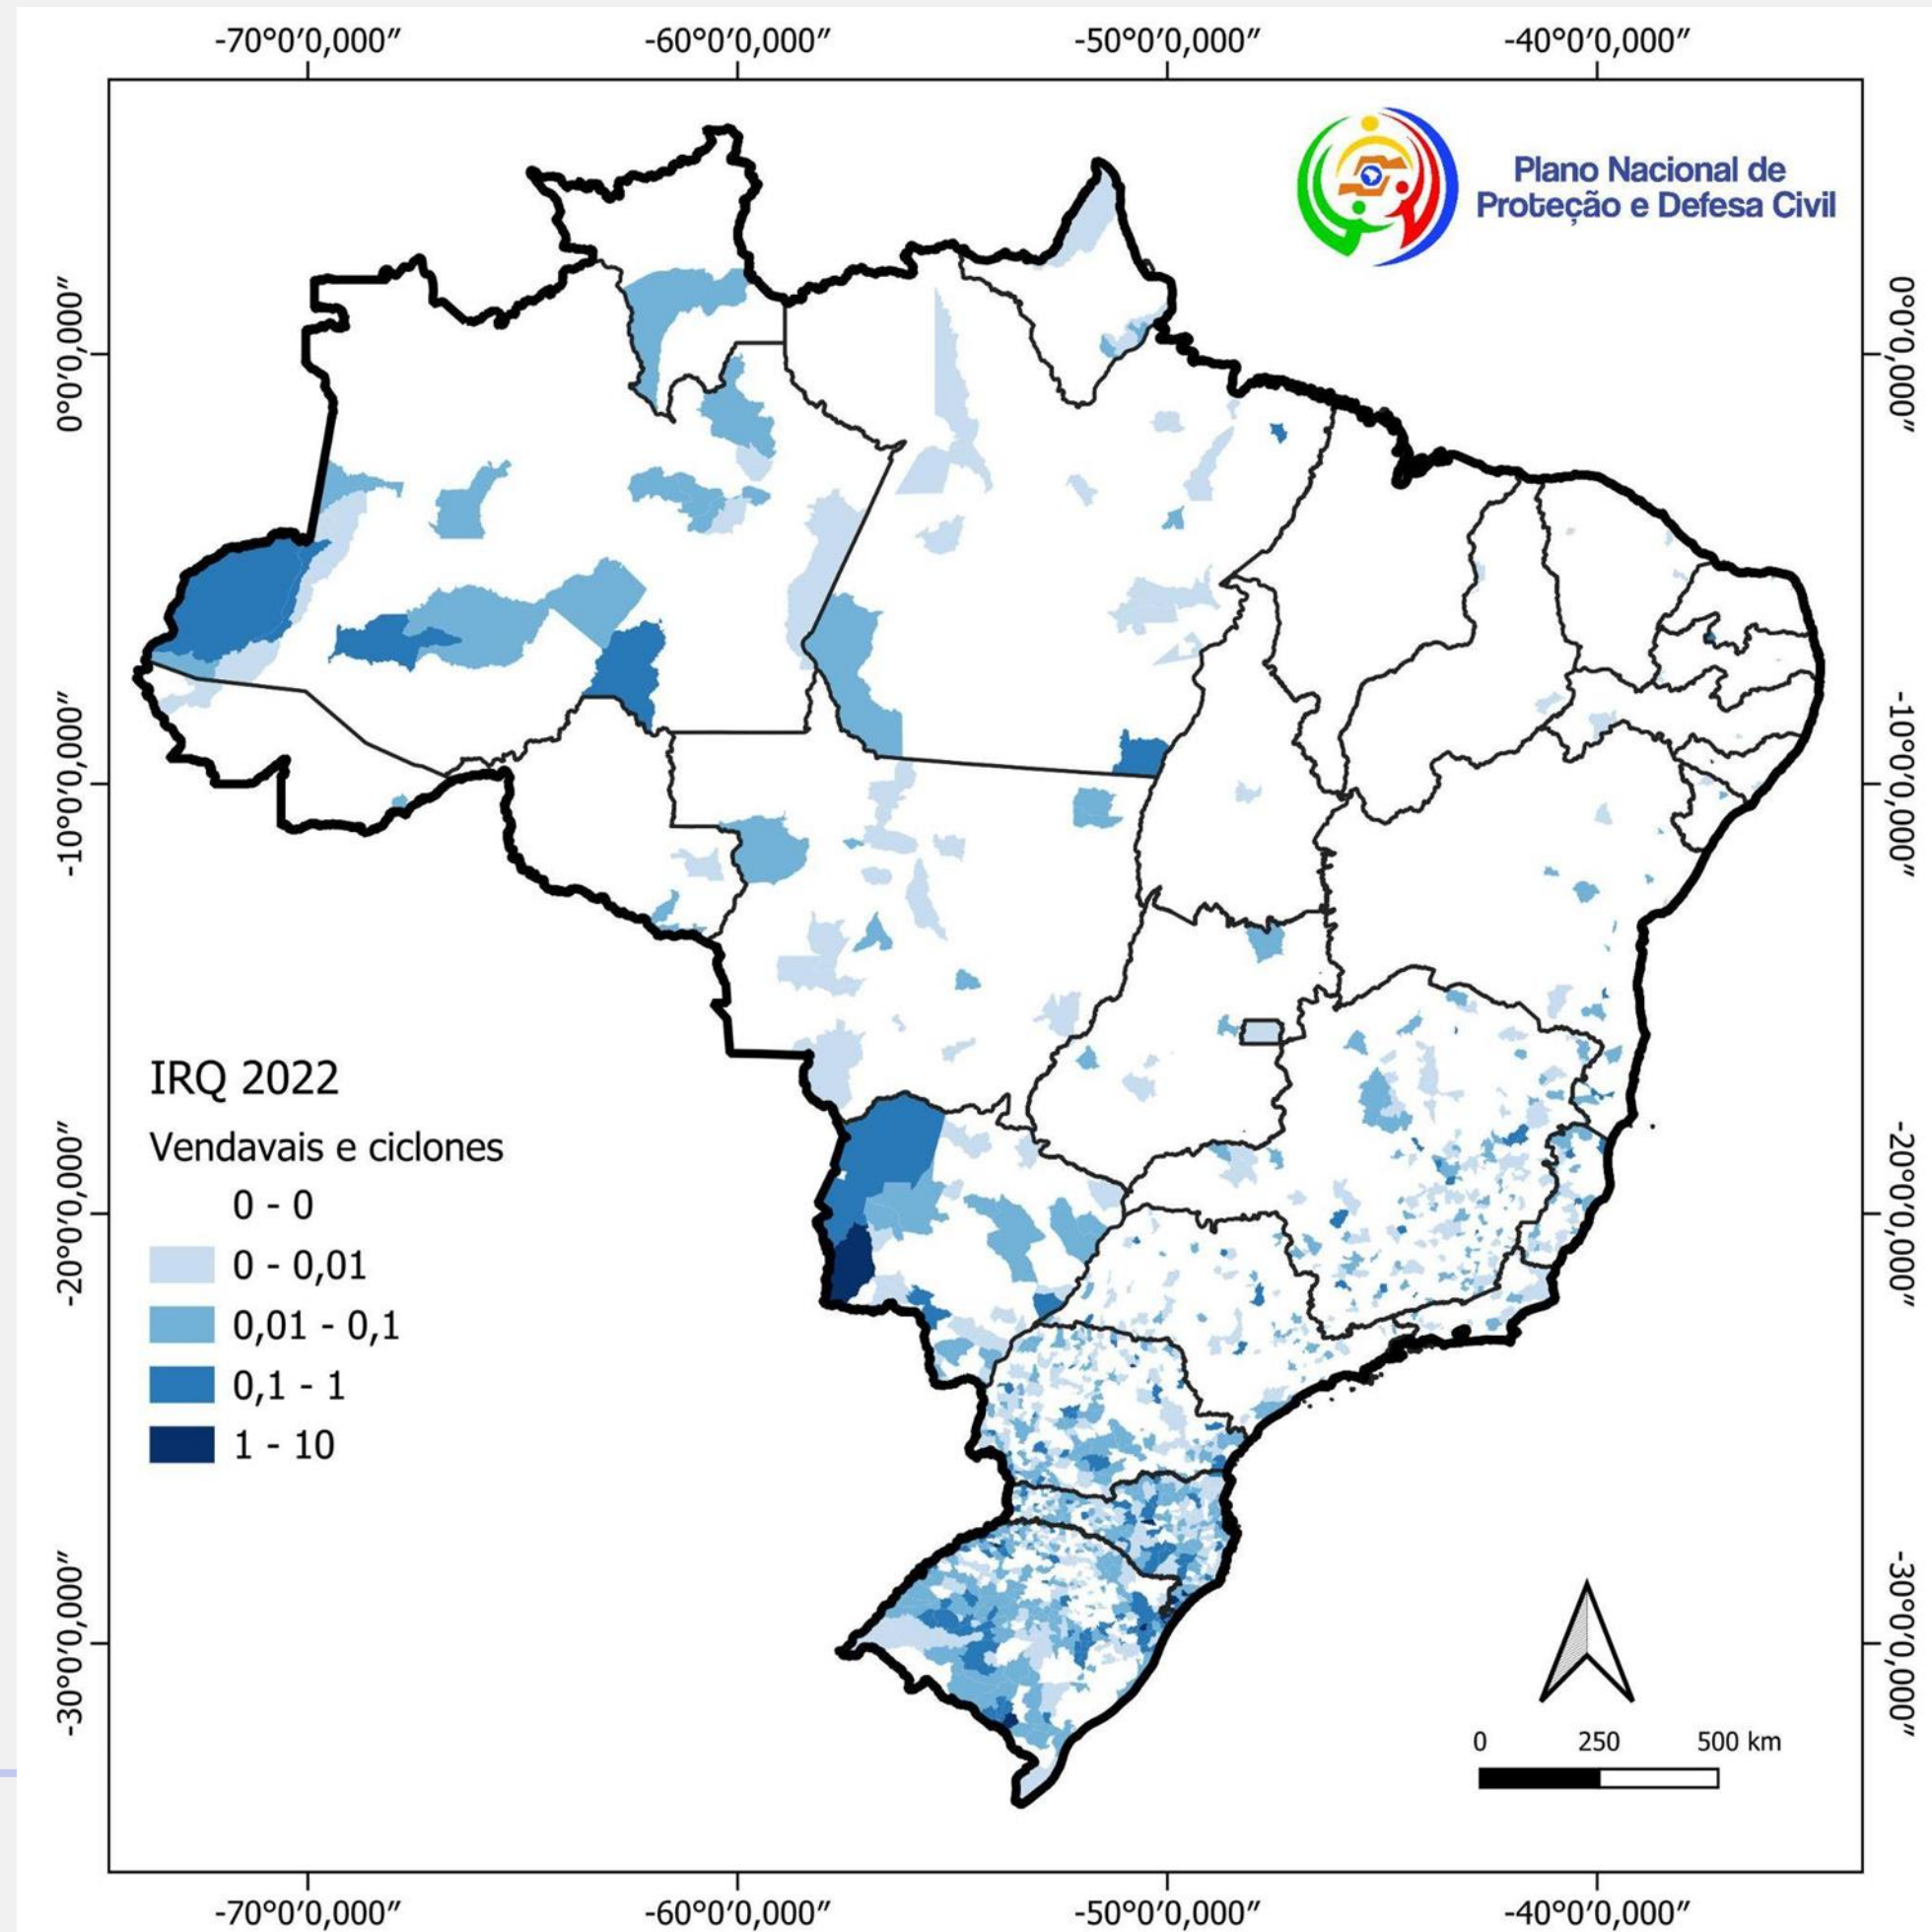 -70°0′0,000″ -60°0′0,000″ -50°0′0,000″ -40°0′0,000″
Plano Nacional de
Proteção e Defesa Civil
0°0′0,000″ 0°0′0,000″
-10°0′0,000″ -10°0′0,000″
IRQ 2022
Vendavais e ciclones
0 - 0
0 - 0,01
0,01 - 0,1
0,1 - 1
1 - 10
-20°0′0,000″ -20°0′0,000″
-30°0′0,000″ -30°0′0,000″
0 250 500 km
-70°0′0,000″ -60°0′0,000″ -50°0′0,000″ -40°0′0,000″